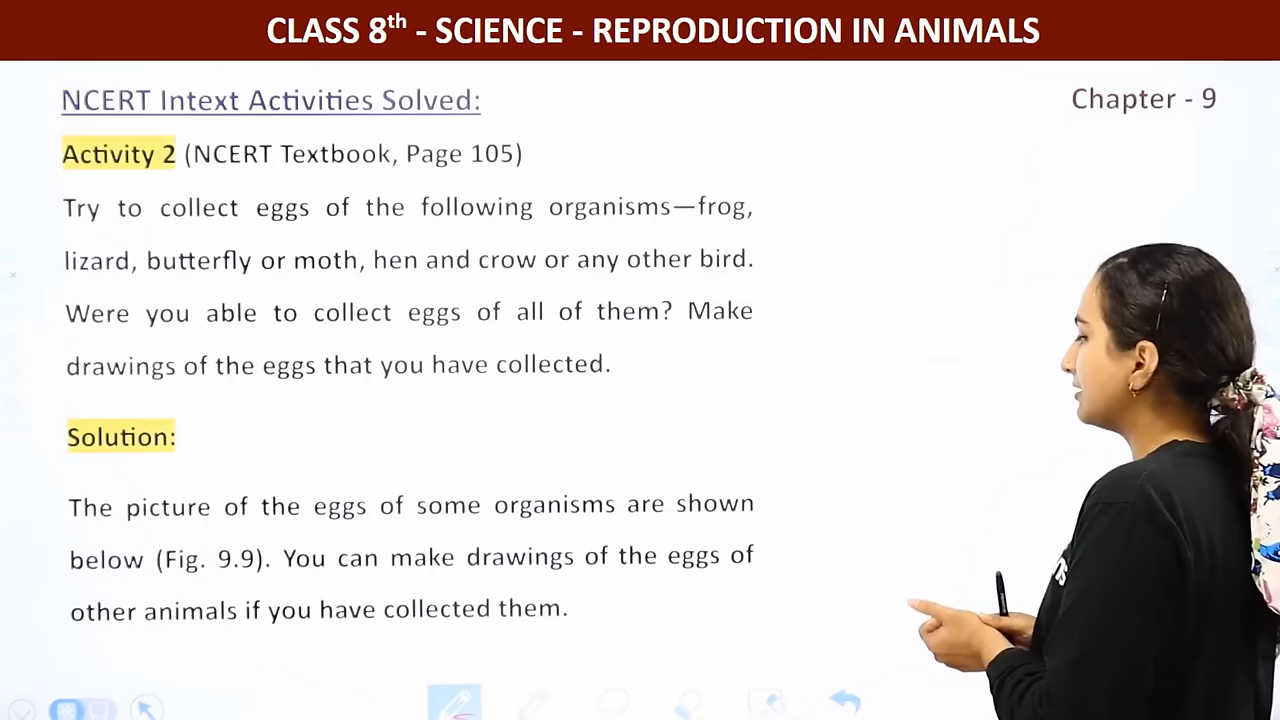 CLASS 8th - SCIENCE - REPRODUCTION IN ANIMALS
NCERT Intext Activities Solved:
Chapter - 9
Activity 2 (NCERT Textbook, Page 105)
Try to collect eggs of the following organisms—frog,
lizard, butterfly or moth, hen and crow or any other bird.
Were you able to collect eggs of all of them? Make
drawings of the eggs that you have collected.
Solution:
The picture of the eggs of some organisms are shown
below (Fig. 9.9). You can make drawings of the eggs of
other animals if you have collected them.